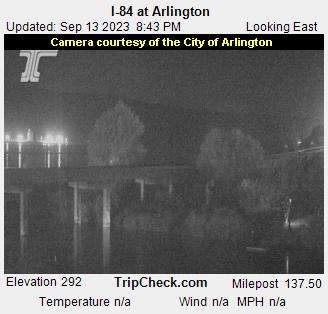 I-84 at Arlington
Updated: Sep 13 2023 8:43 PM Looking East
Camera courtesy of the City of Arlington
Elevation 292 TripCheck.com Milepost 137.50
Temperature n/a Wind n/a MPH n/a